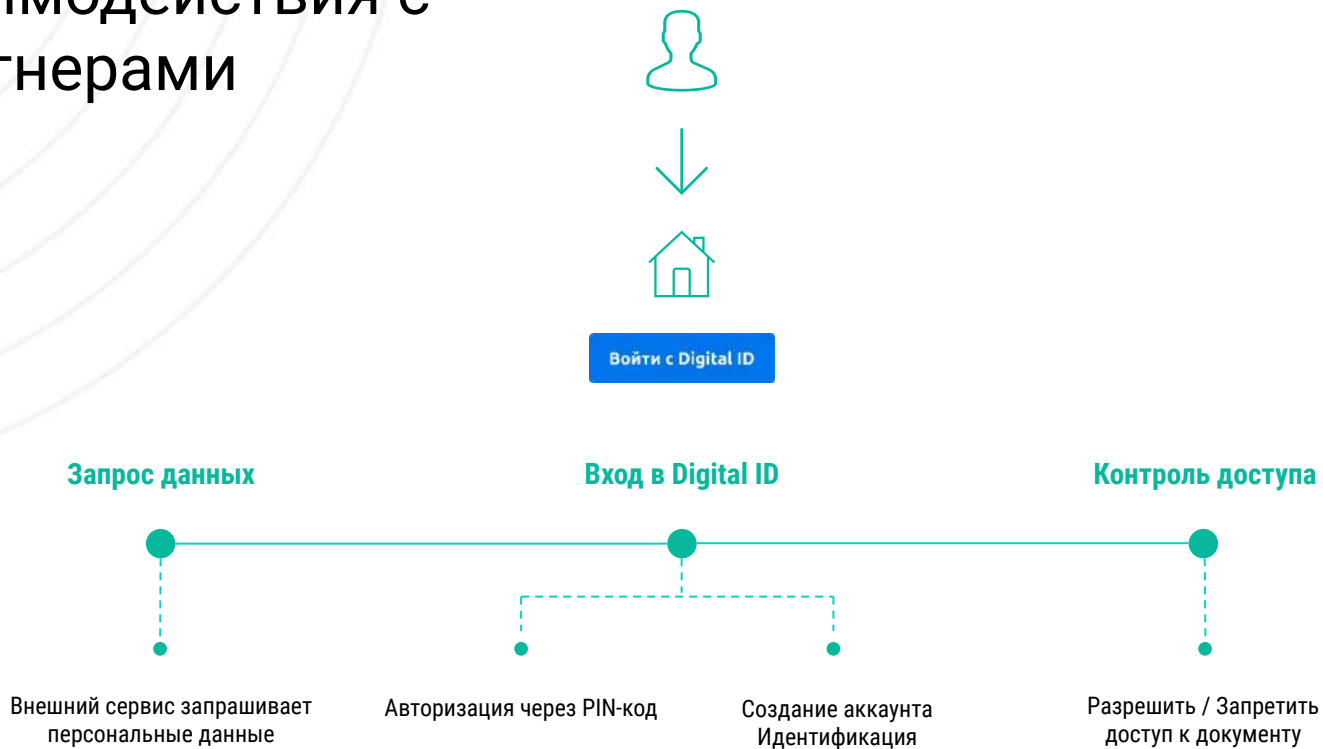 имодействия с
тнерами
Войти с Digital ID
Запрос данных
Вход в Digital ID
Контроль доступа
Внешний сервис запрашивает
персональные данные
Авторизация через PIN-код
Создание аккаунта
Идентификация
Разрешить / Запретить
доступ к документу